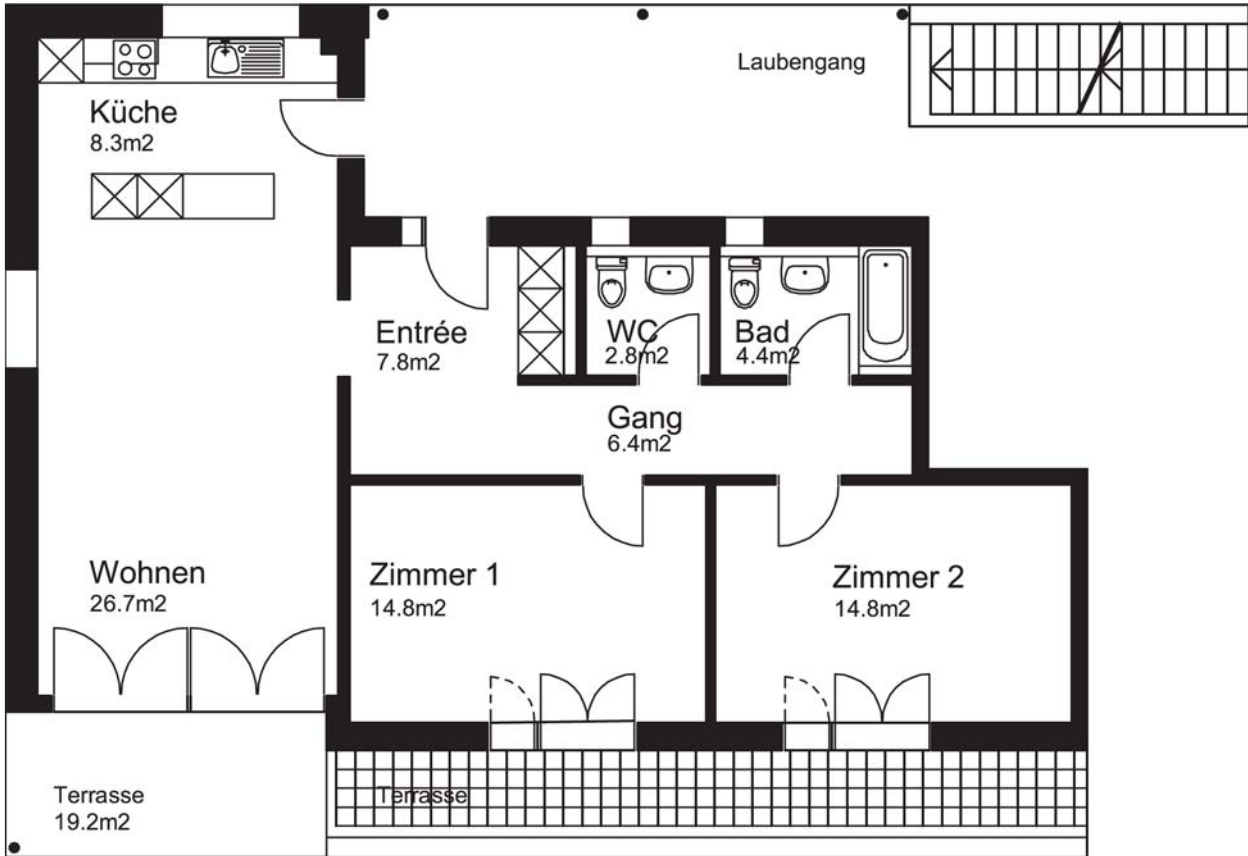 Laubengang
Küche
8.3m2
Entrée
7.8m2
WC
2.8m2
Bad
4.4m2
Gang
6.4m2
Wohnen
26.7m2
Zimmer 1
14.8m2
Zimmer 2
14.8m2
Terrasse
19.2m2
Terrasse